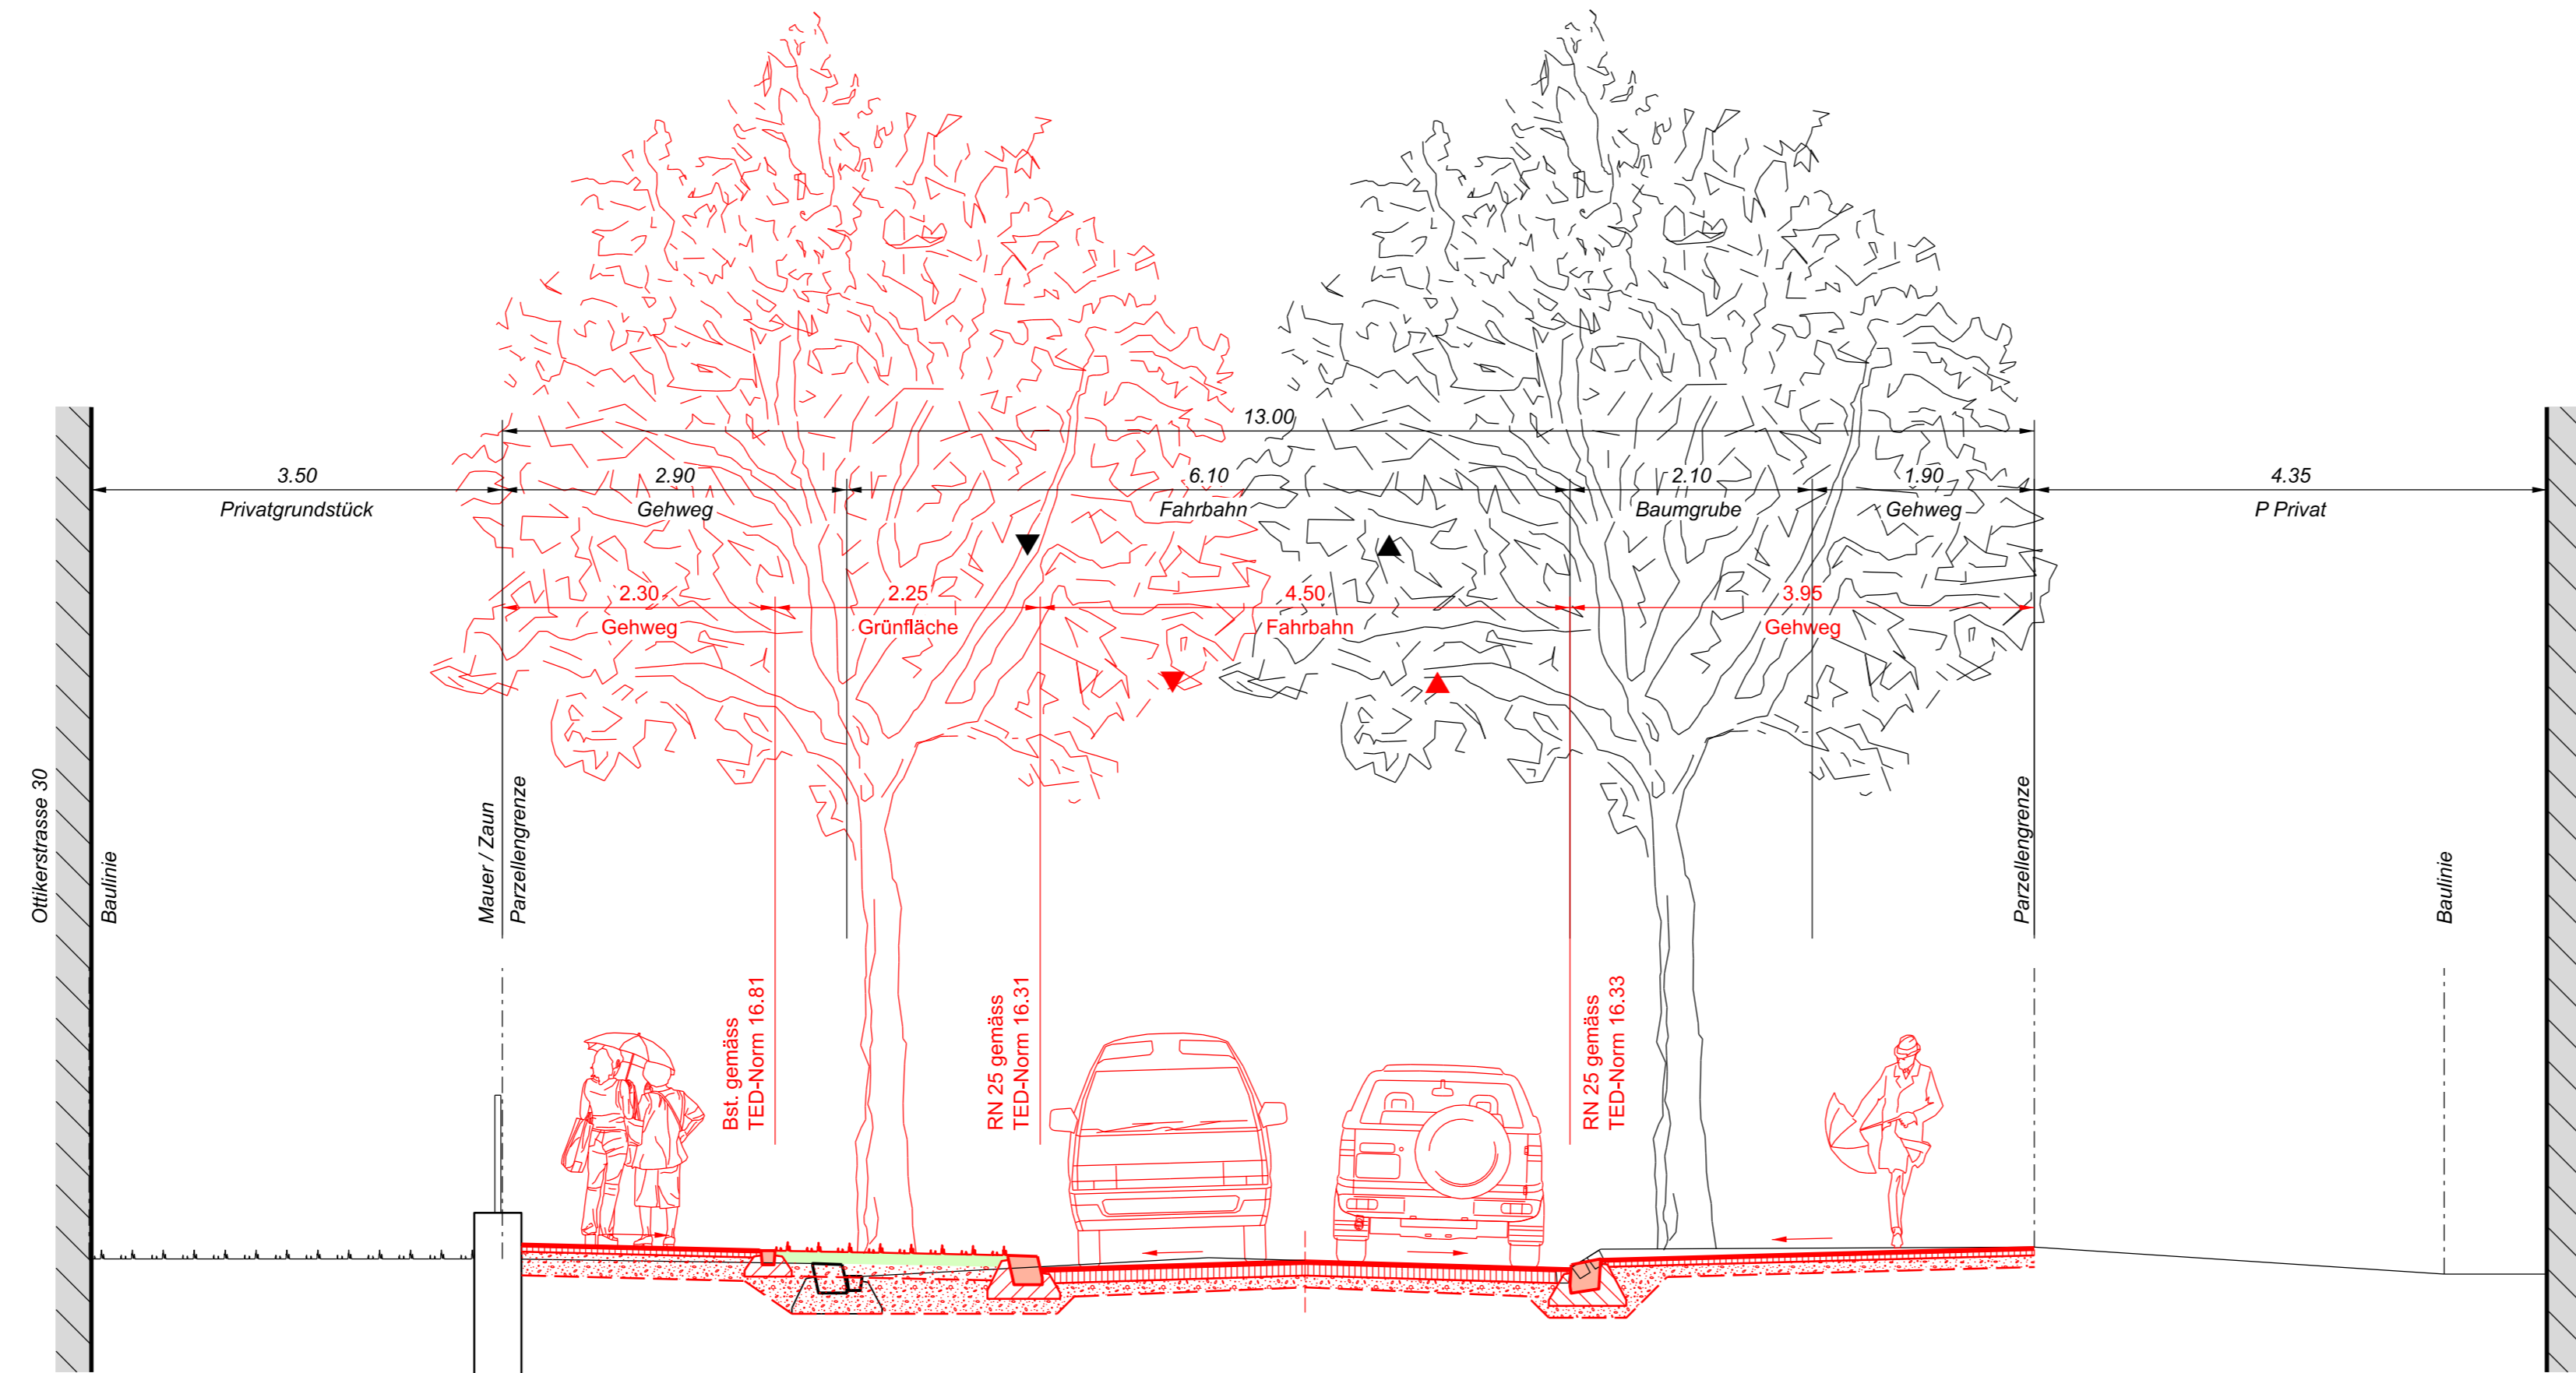 13.00
3.50
2.90
6.10
2.10
1.90
4.35
Privatgrundstück
Gehweg
Fahrbahn
Baumgrube
Gehweg
P Privat
2.30
2.25
4.50
3.95
Gehweg
Grünfläche
Fahrbahn
Gehweg
Ottikerstrasse 30
Baulinie
Mauer / Zaun
Parzellengrenze
Parzellengrenze
Baulinie
Bst. gemäss
TED-Norm 16.81
RN 25 gemäss
TED-Norm 16.31
RN 25 gemäss
TED-Norm 16.33